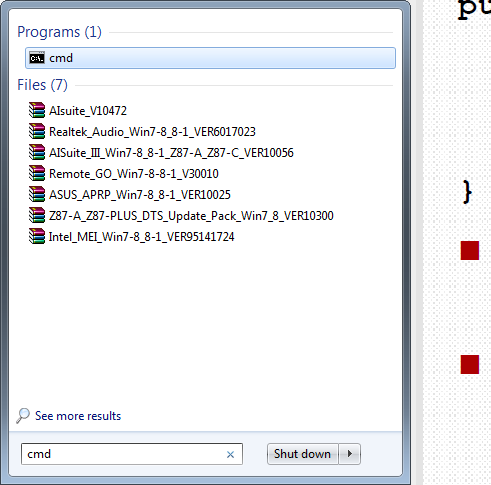 pu
Programs (1)
cmd
Files (7)
AIsuite_V10472
Realtek_Audio_Win7-8_8-1_VER6017023
AISuite_III_Win7-8_8-1_Z87-A_Z87-C_VER10056
Remote_GO_Win7-8-8-1_V30010
ASUS_APRP_Win7-8_8-1_VER10025
Z87-A_Z87-PLUS_DTS_Update_Pack_Win7_8_VER10300
Intel_MEI_Win7-8_8-1_VER95141724
}
See more results
cmd
Shut down